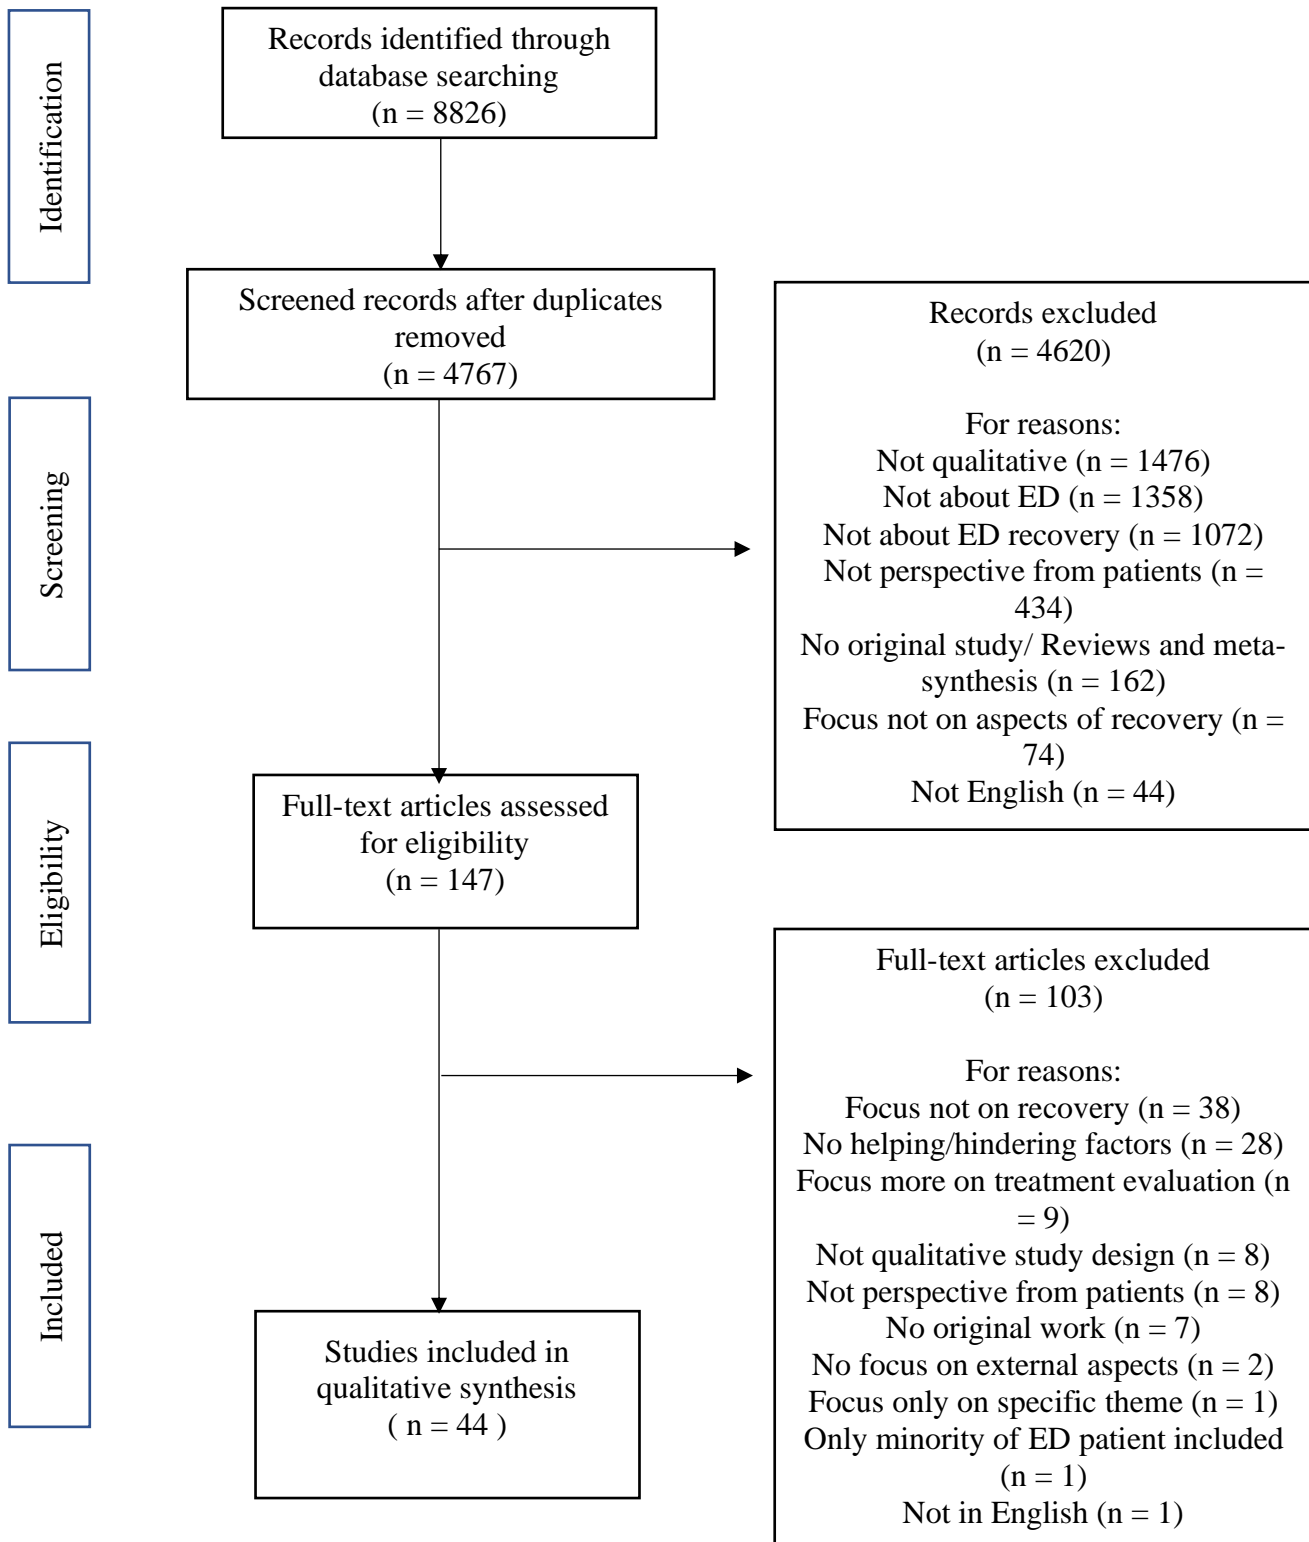 Identification
Records identified through
database searching
(n = 8826)
Screened records after duplicates
removed
(n = 4767)
Records excluded
(n = 4620)
For reasons:
Not qualitative (n = 1476)
Not about ED (n = 1358)
Not about ED recovery (n = 1072)
Not perspective from patients (n =
434)
No original study/ Reviews and meta-
synthesis (n = 162)
Focus not on aspects of recovery (n =
74)
Not English (n = 44)
Screening
Eligibility
Full-text articles assessed
for eligibility
(n = 147)
Full-text articles excluded
(n = 103)
For reasons:
Focus not on recovery (n = 38)
No helping/hindering factors (n = 28)
Focus more on treatment evaluation (n
= 9)
Not qualitative study design (n = 8)
Not perspective from patients (n = 8)
No original work (n = 7)
No focus on external aspects (n = 2)
Focus only on specific theme (n = 1)
Only minority of ED patient included
(n = 1)
Not in English (n = 1)
Included
Studies included in
qualitative synthesis
( n = 44 )